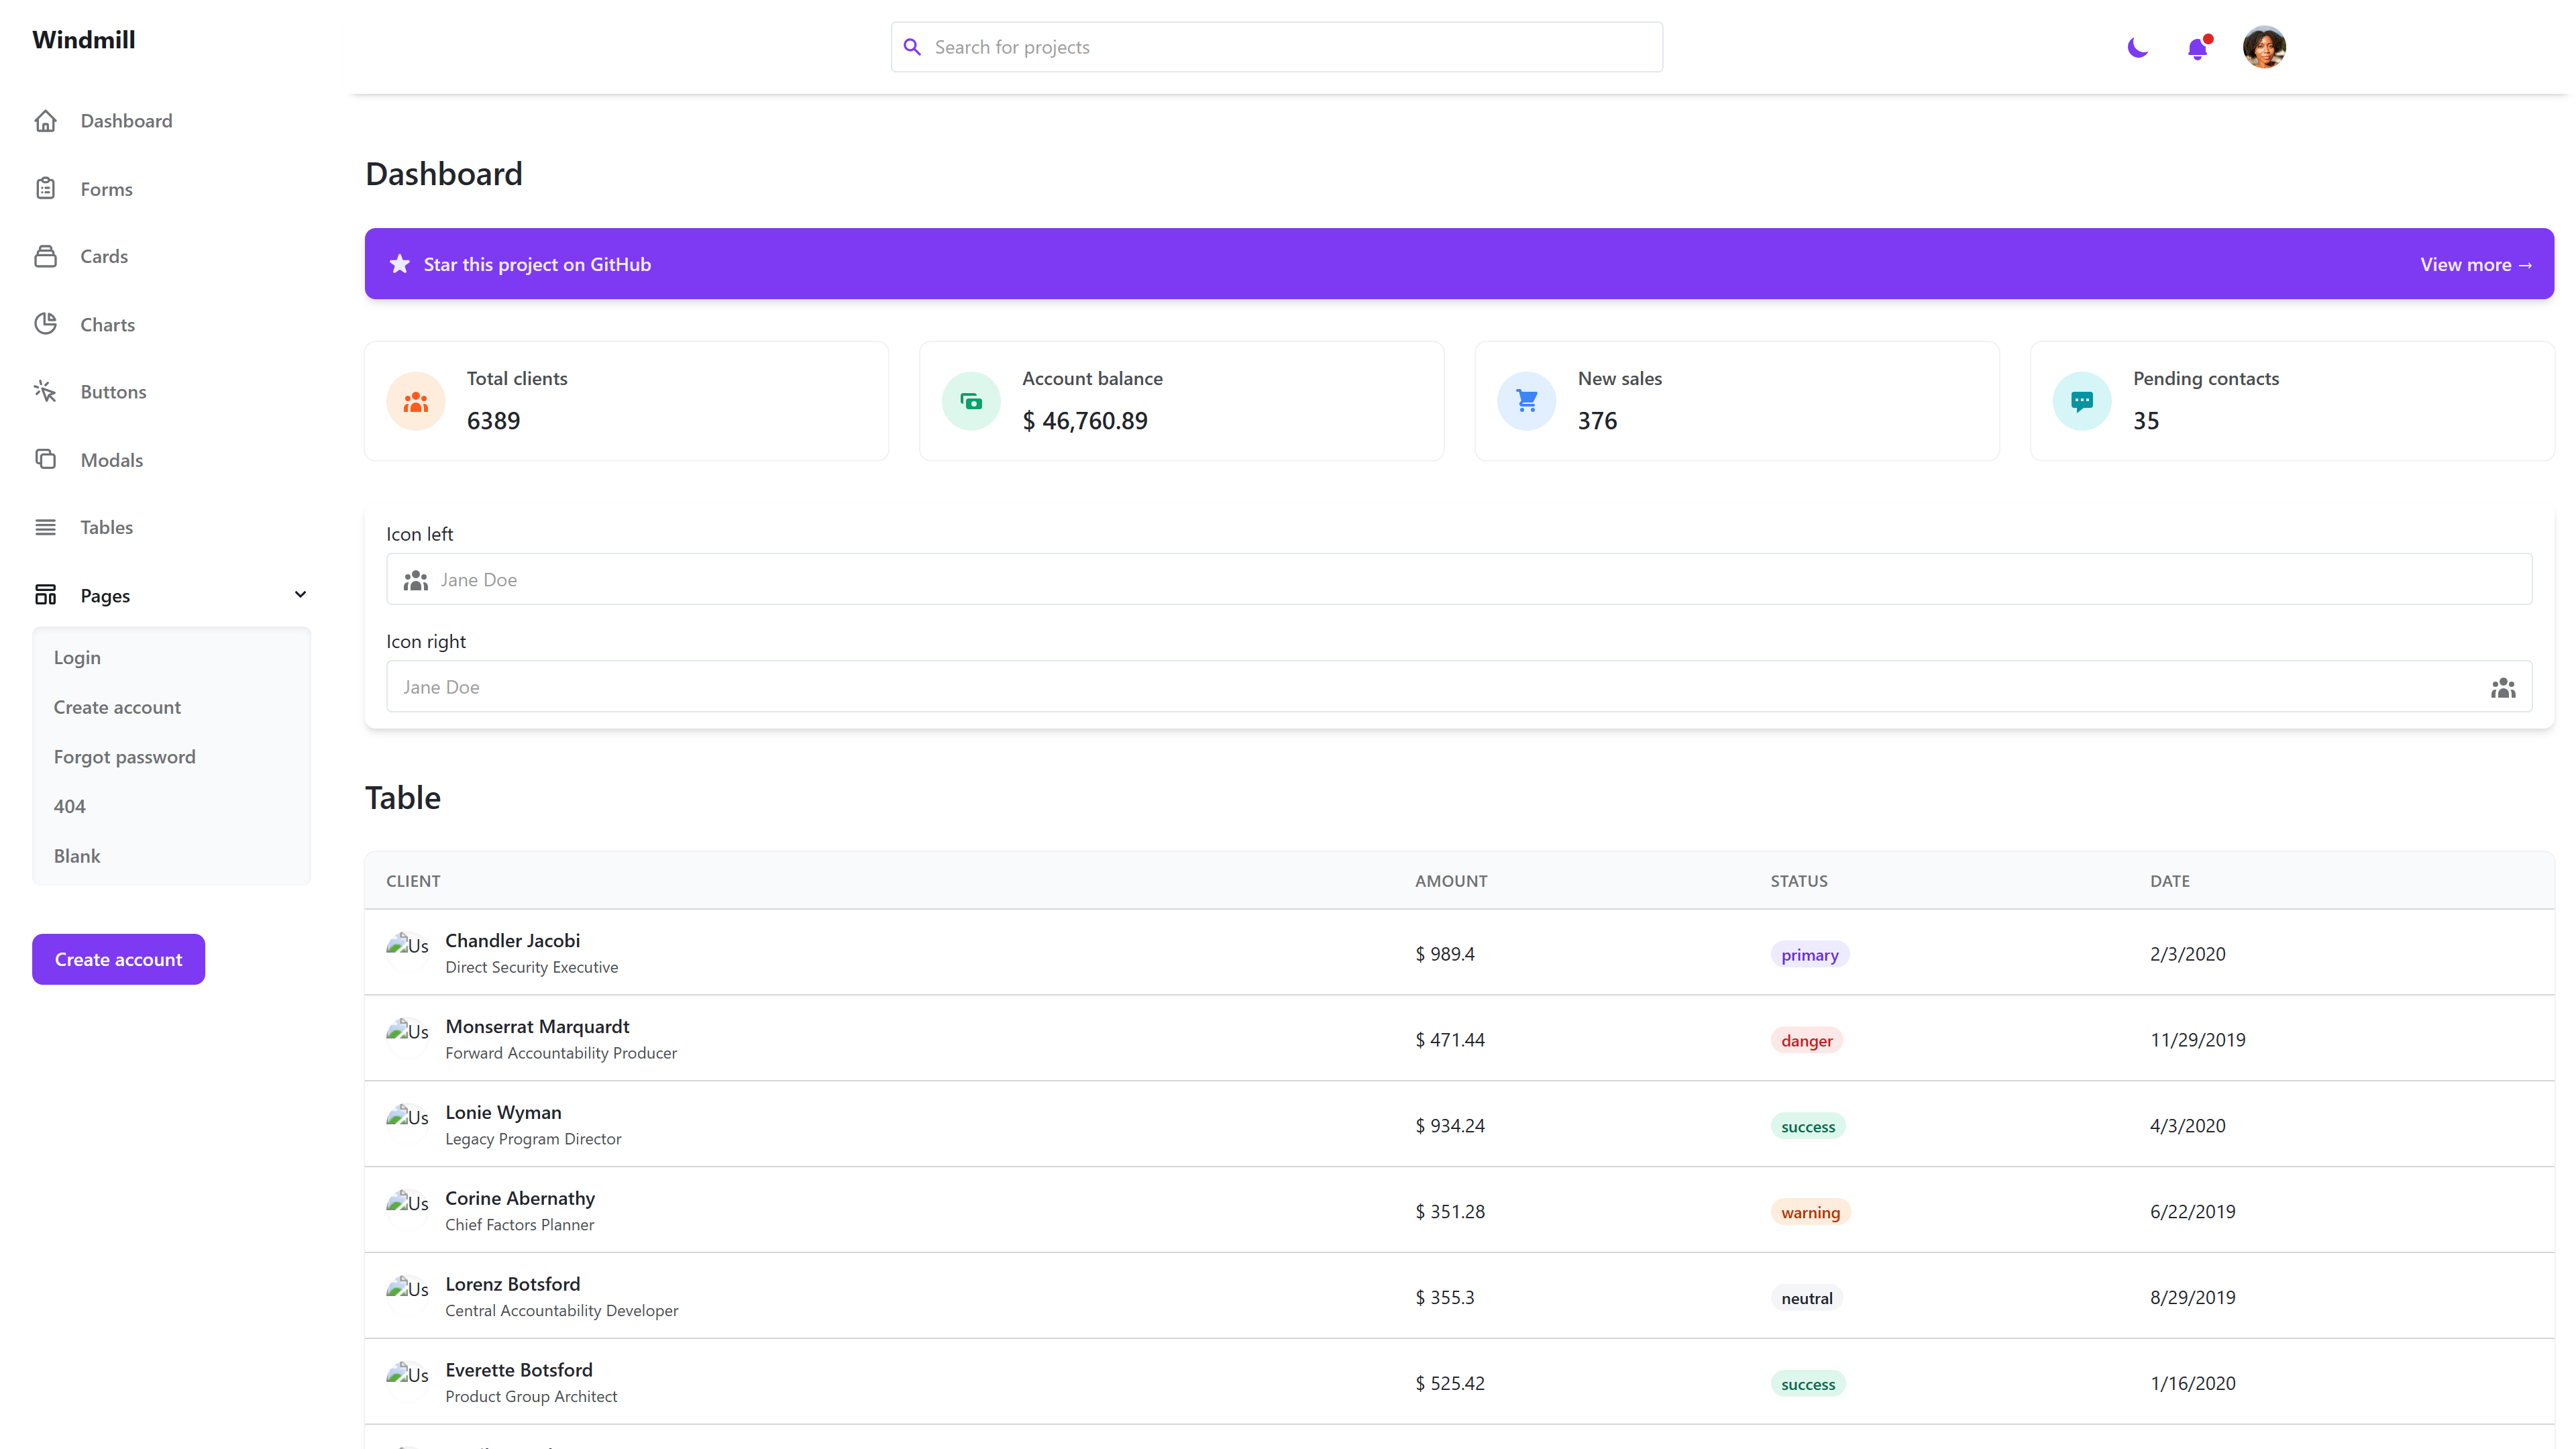 Windmill
Search for projects
Dashboard
Forms
Cards
Charts
Buttons
Modals
Tables
Pages
Login
Create account
Forgot password
404
Blank
Create account
Dashboard
Star this project on GitHub
View more →
Total clients
6389
Account balance
$ 46,760.89
New sales
376
Pending contacts
35
Icon left
Jane Doe
Icon right
Jane Doe
Table
CLIENT AMOUNT STATUS DATE
Us Chandler Jacobi
Direct Security Executive
$ 989.4 primary 2/3/2020
Us Monserrat Marquardt
Forward Accountability Producer
$ 471.44 danger 11/29/2019
Us Lonie Wyman
Legacy Program Director
$ 934.24 success 4/3/2020
Us Corine Abernathy
Chief Factors Planner
$ 351.28 warning 6/22/2019
Us Lorenz Botsford
Central Accountability Developer
$ 355.3 neutral 8/29/2019
Us Everette Botsford
Product Group Architect
$ 525.42 success 1/16/2020